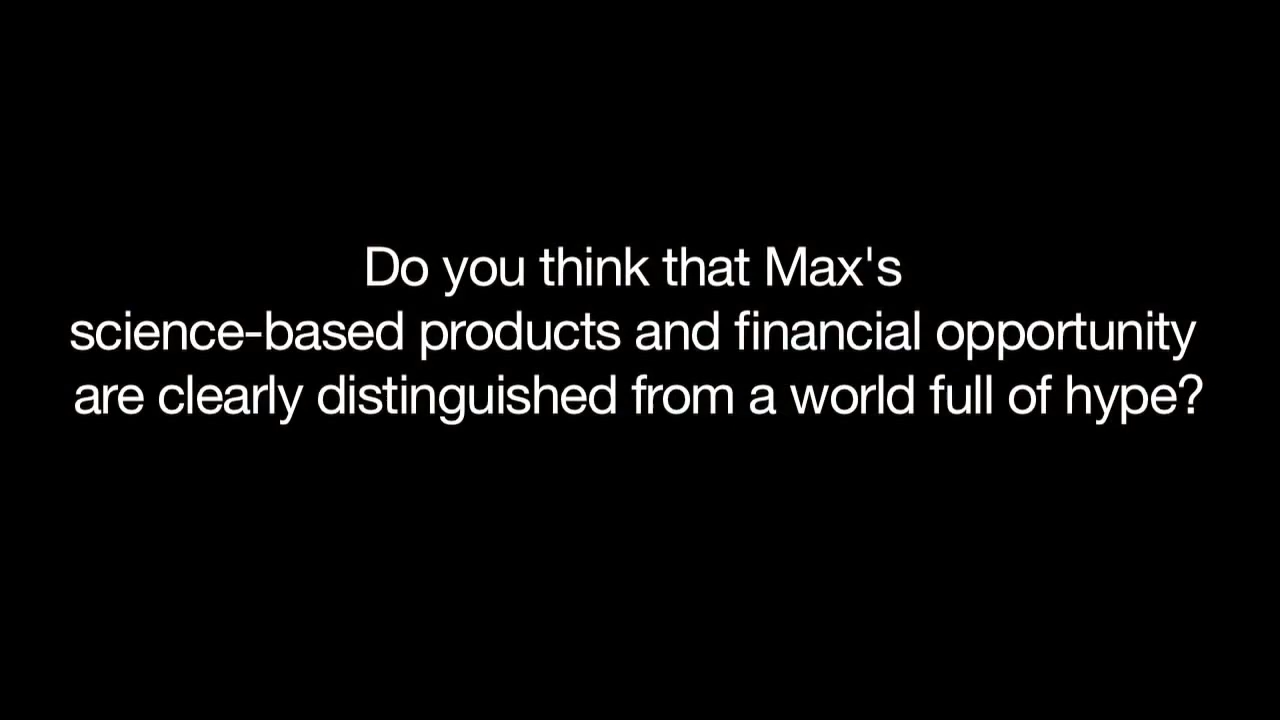 Do you think that Max's
science-based products and financial opportunity
are clearly distinguished from a world full of hype?